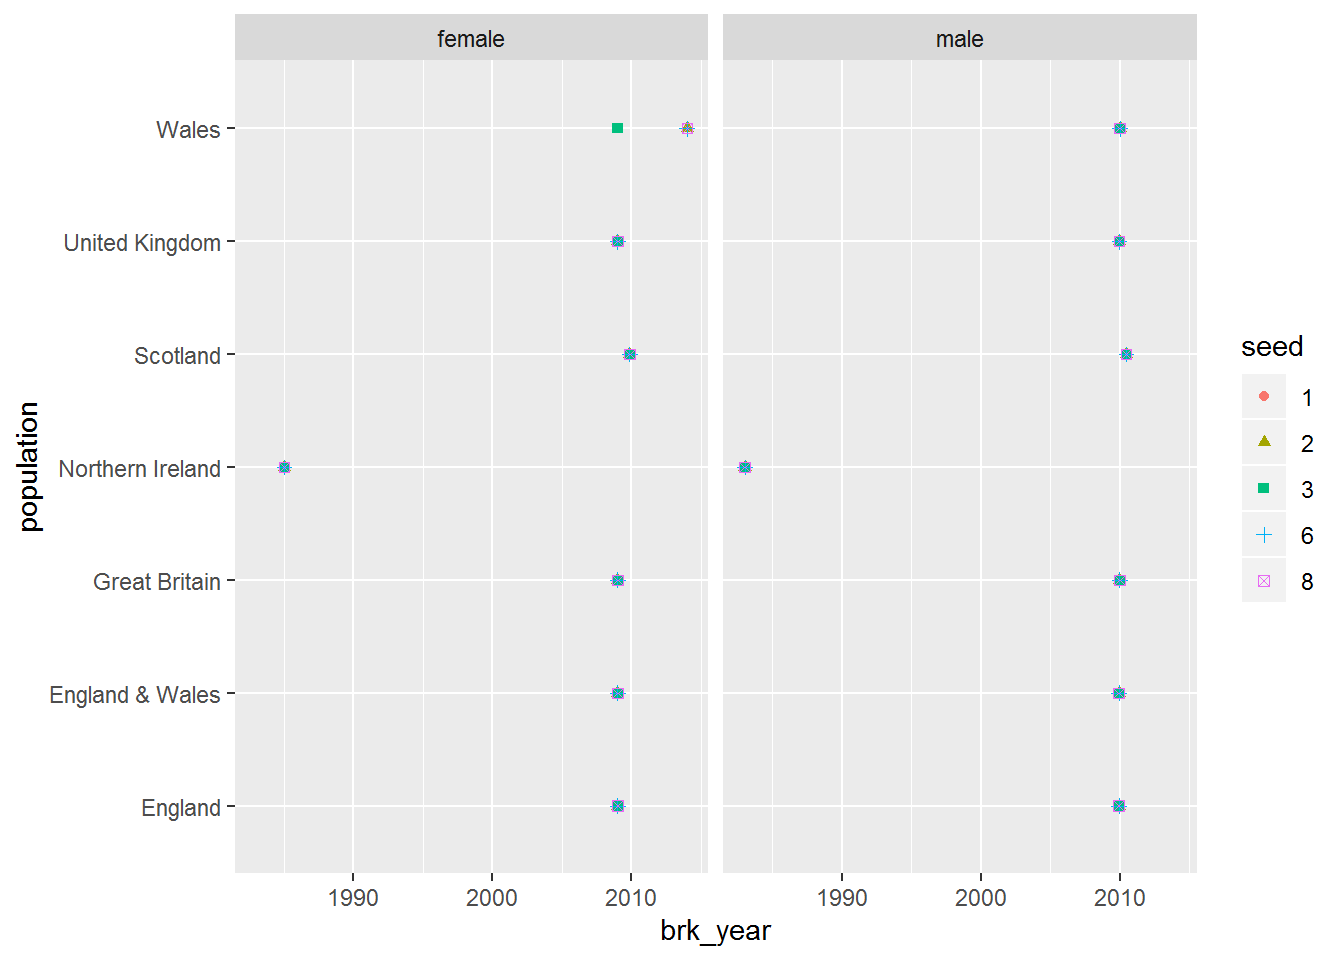 female
male
Wales
United Kingdom
Scotland
Northern Ireland
Great Britain
England & Wales
England
population
1990
2000
2010
1990
2000
2010
brk_year
seed
1
2
3
6
8